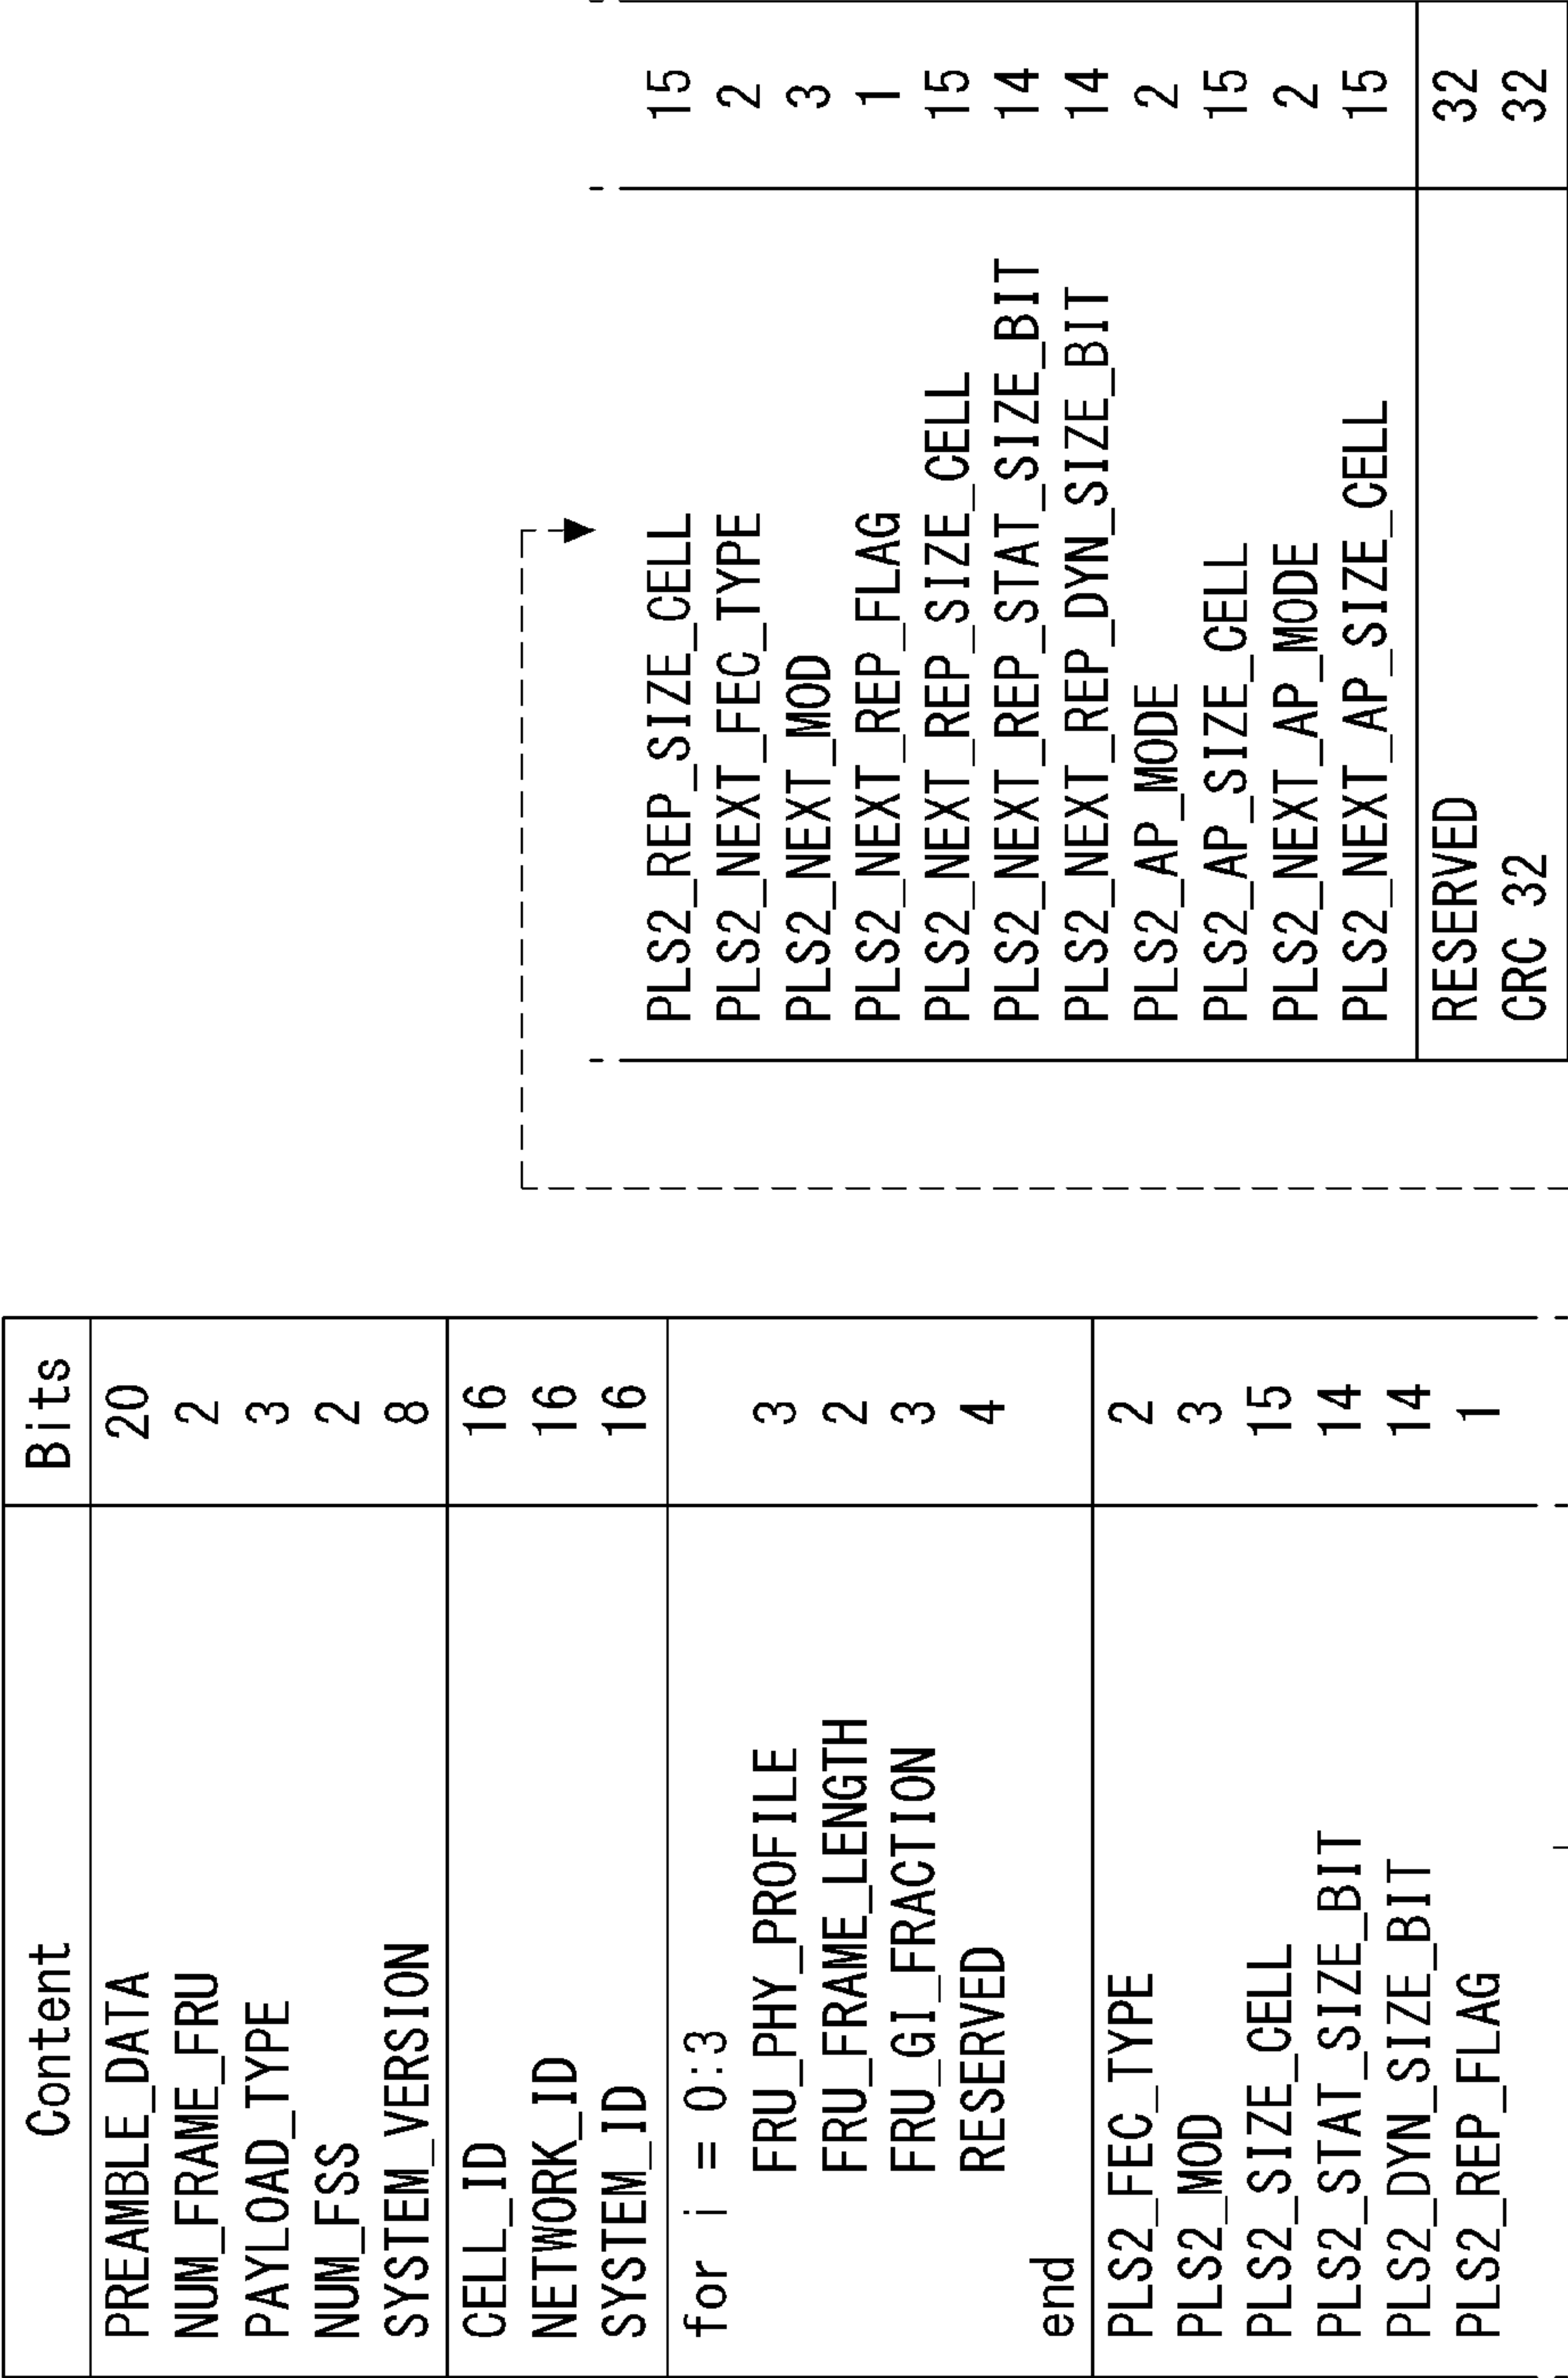 Content Bits
PREAMBLE_DATA 20
NUM_FRAME_FRU 2
PAYLOAD_TYPE 3
NUM_FSS 2
SYSTEM_VERSION 8
CELL_ID 16
NETWORK_ID 16
SYSTEM_ID 16
for i = 0:3
FRU_PHY_PROFILE 3
FRU_FRAME_LENGTH 2
FRU_GI_FRACTION 3
RESERVED 4
end
PLS2_FEC_TYPE 2
PLS2_MOD 3
PLS2_SIZE_CELL 15
PLS2_STAT_SIZE_BIT 14
PLS2_DYN_SIZE_BIT 14
PLS2_REP_FLAG 1
PLS2_REP_SIZE_CELL 15
PLS2_NEXT_FEC_TYPE 2
PLS2_NEXT_MOD 3
PLS2_NEXT_REP_FLAG 1
PLS2_NEXT_REP_SIZE_CELL 15
PLS2_NEXT_REP_STAT_SIZE_BIT 14
PLS2_NEXT_REP_DYN_SIZE_BIT 14
PLS2_AP_MODE 2
PLS2_AP_SIZE_CELL 15
PLS2_NEXT_AP_MODE 2
PLS2_NEXT_AP_SIZE_CELL 15
RESERVED 32
CRC 32 32